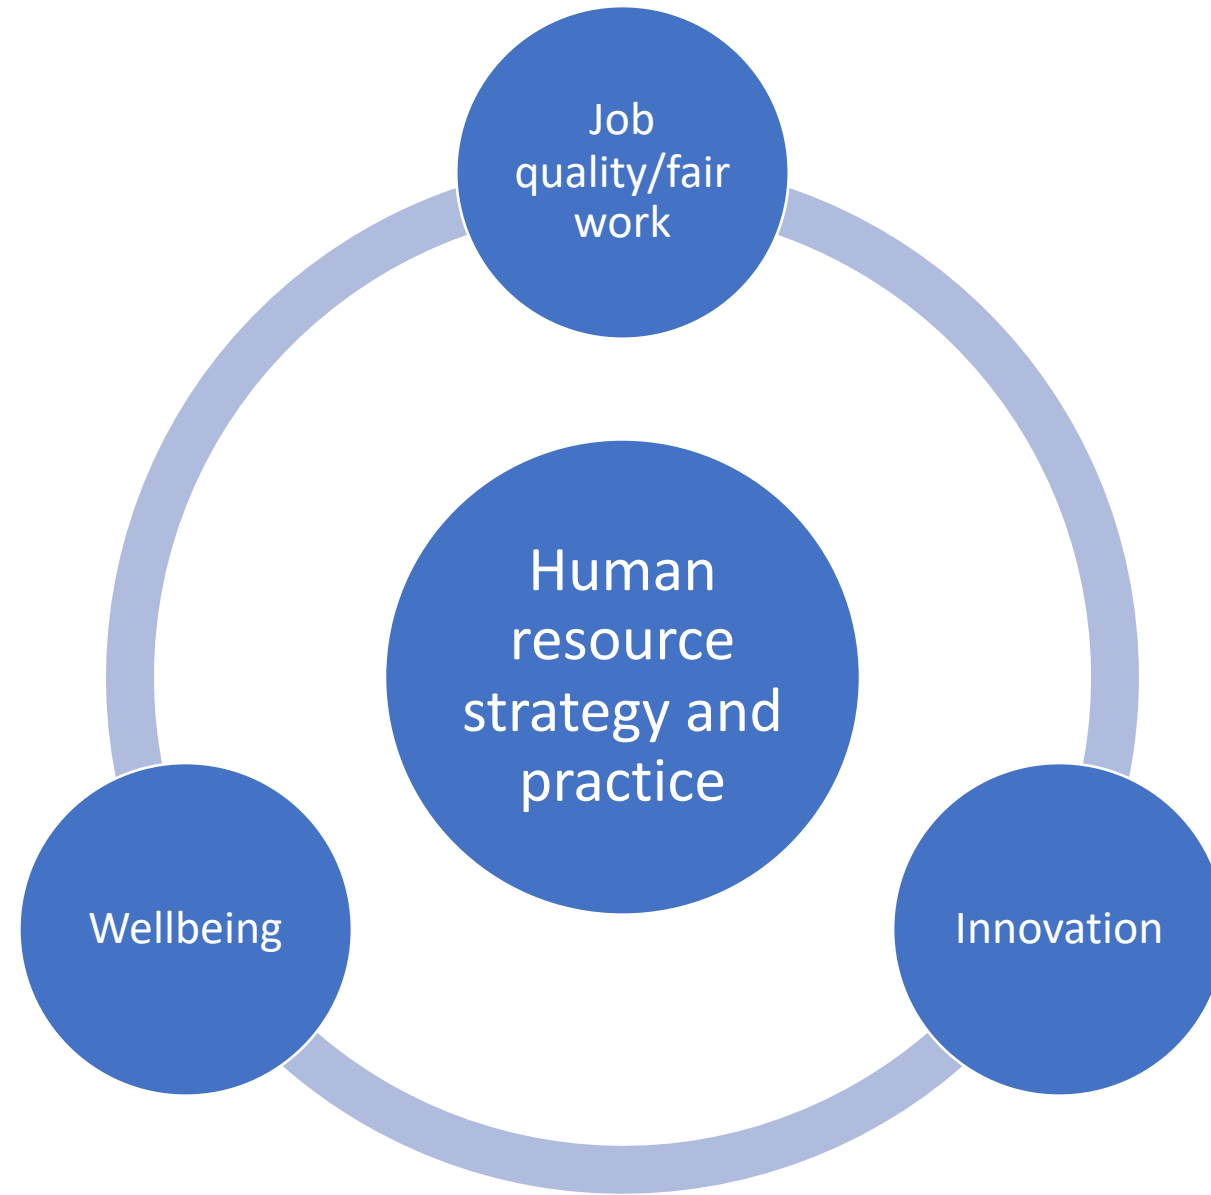 Job
quality/fair
work
Human
resource
strategy and
practice
Wellbeing
Innovation